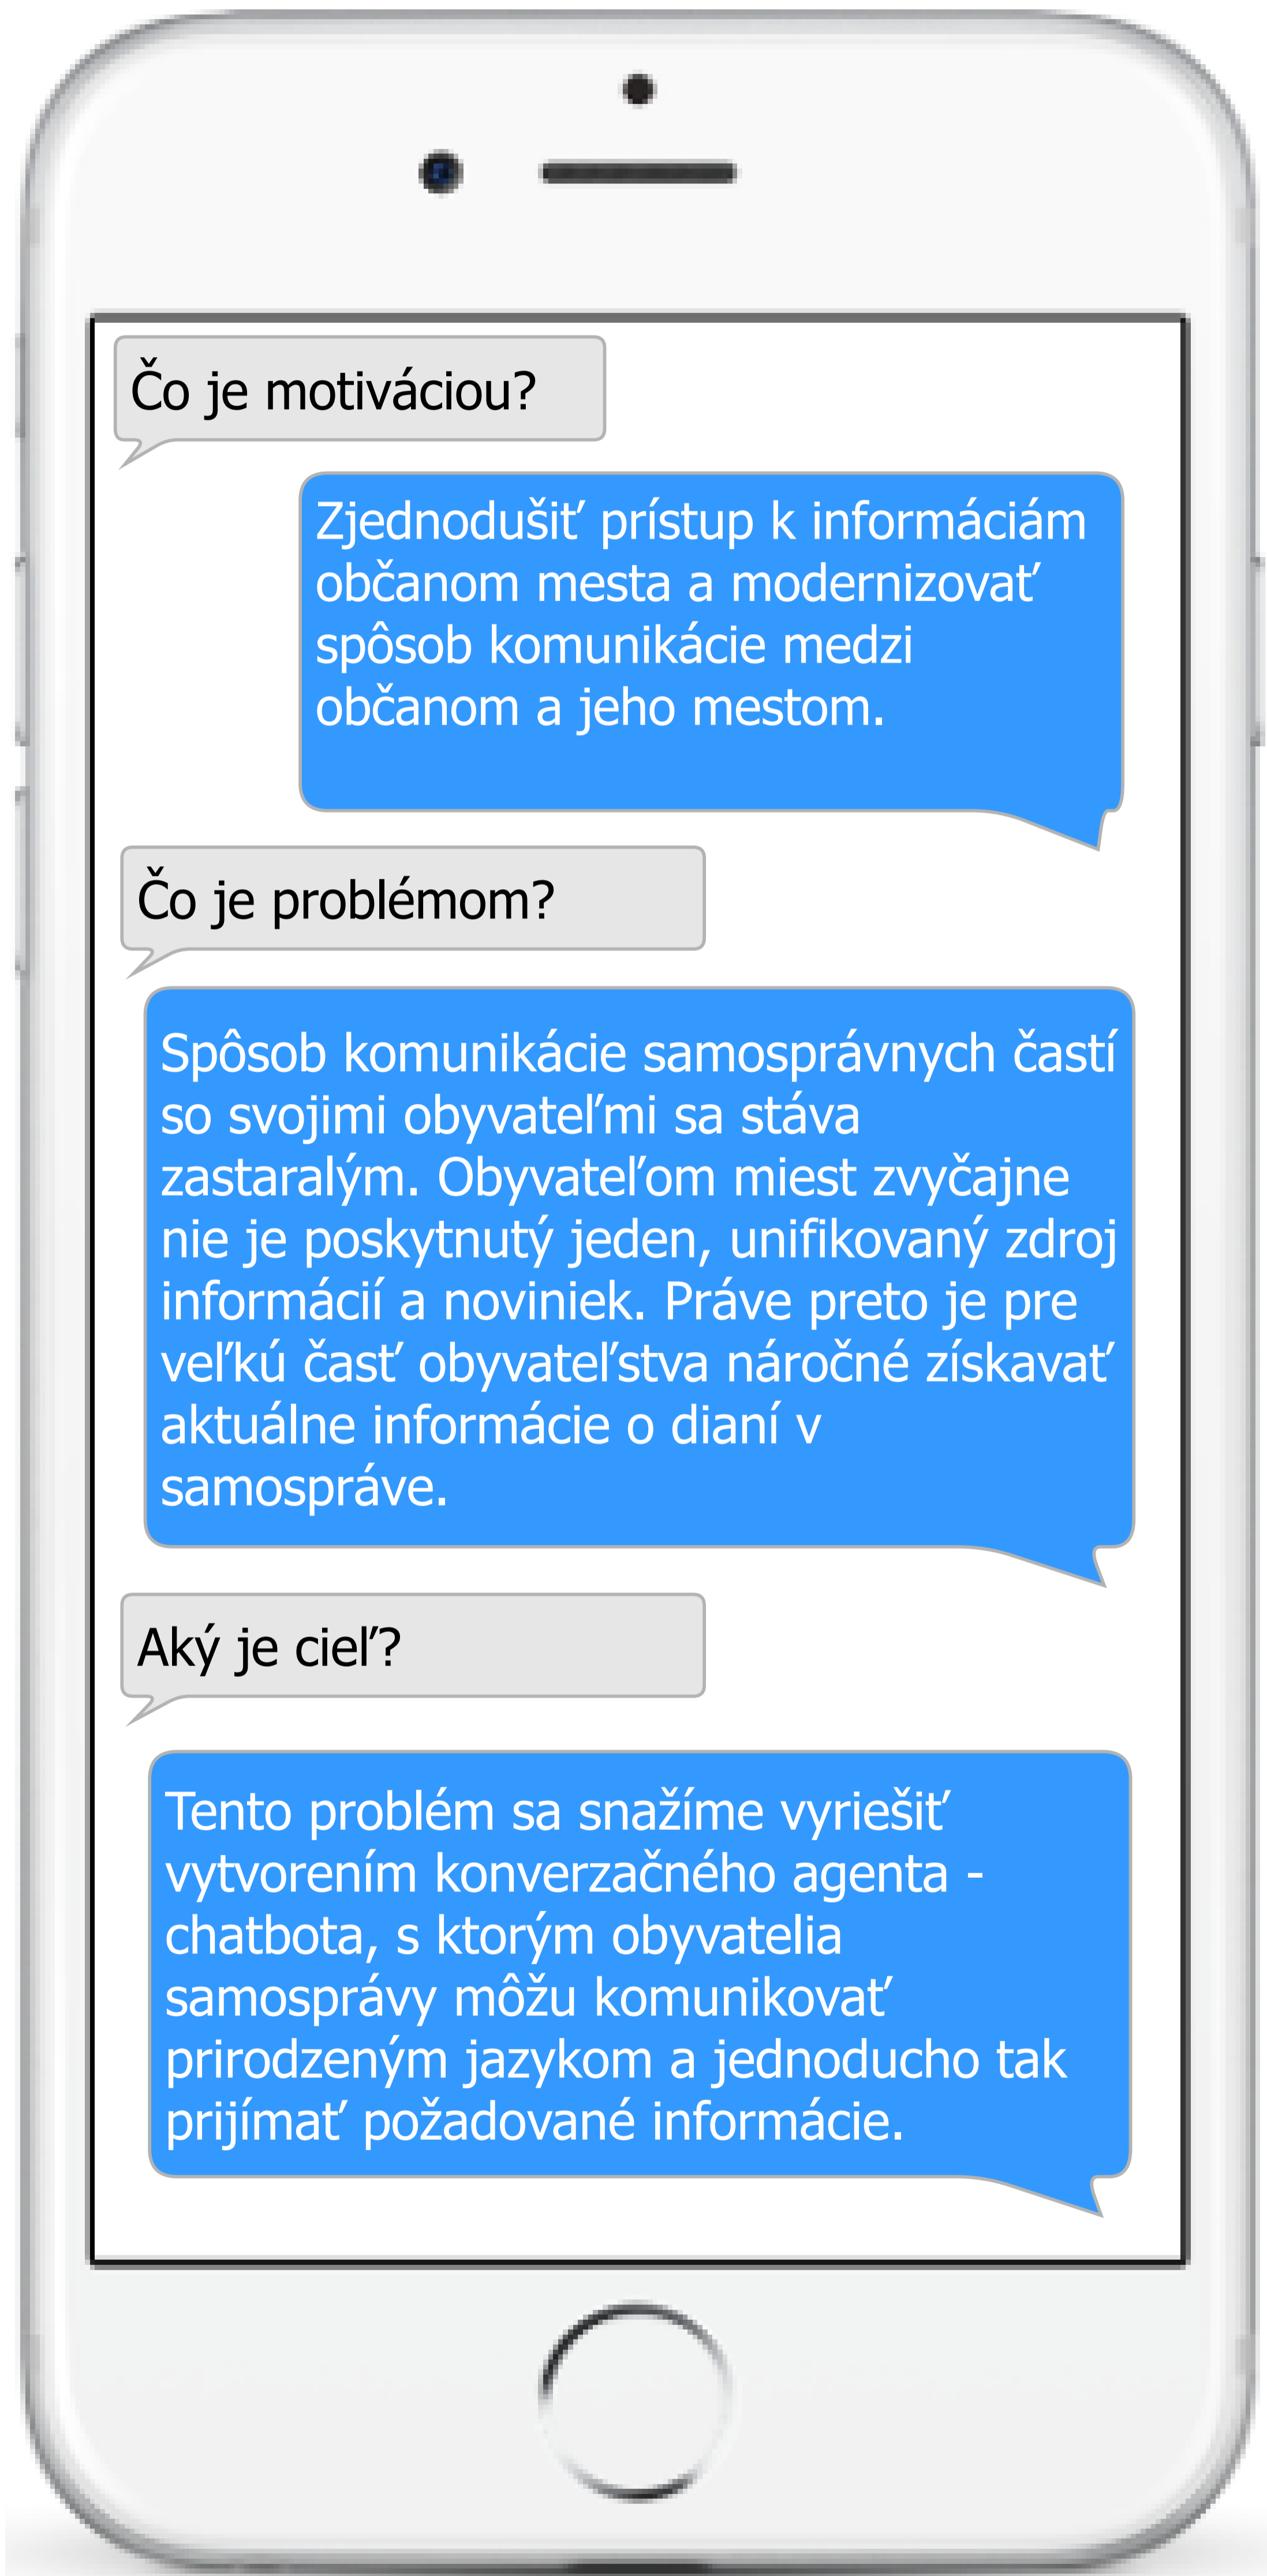 Čo je motiváciou?
Zjednodušiť prístup k informáciám
občanom mesta a modernizovať
spôsob komunikácie medzi
občanom a jeho mestom.
Čo je problémom?
Spôsob komunikácie samosprávnych častí
so svojimi obyvateľmi sa stáva
zastaralým. Obyvateľom miest zvyčajne
nie je poskytnutý jeden, unifikovaný zdroj
informácií a noviniek. Práve preto je pre
veľkú časť obyvateľstva náročné získavať
aktuálne informácie o dianí v
samospráve.
Aký je cieľ?
Tento problém sa snažíme vyriešiť
vytvorením konverzačného agenta -
chatbota, s ktorým obyvatelia
samosprávy môžu komunikovať
prirodzeným jazykom a jednoducho tak
prijímať požadované informácie.